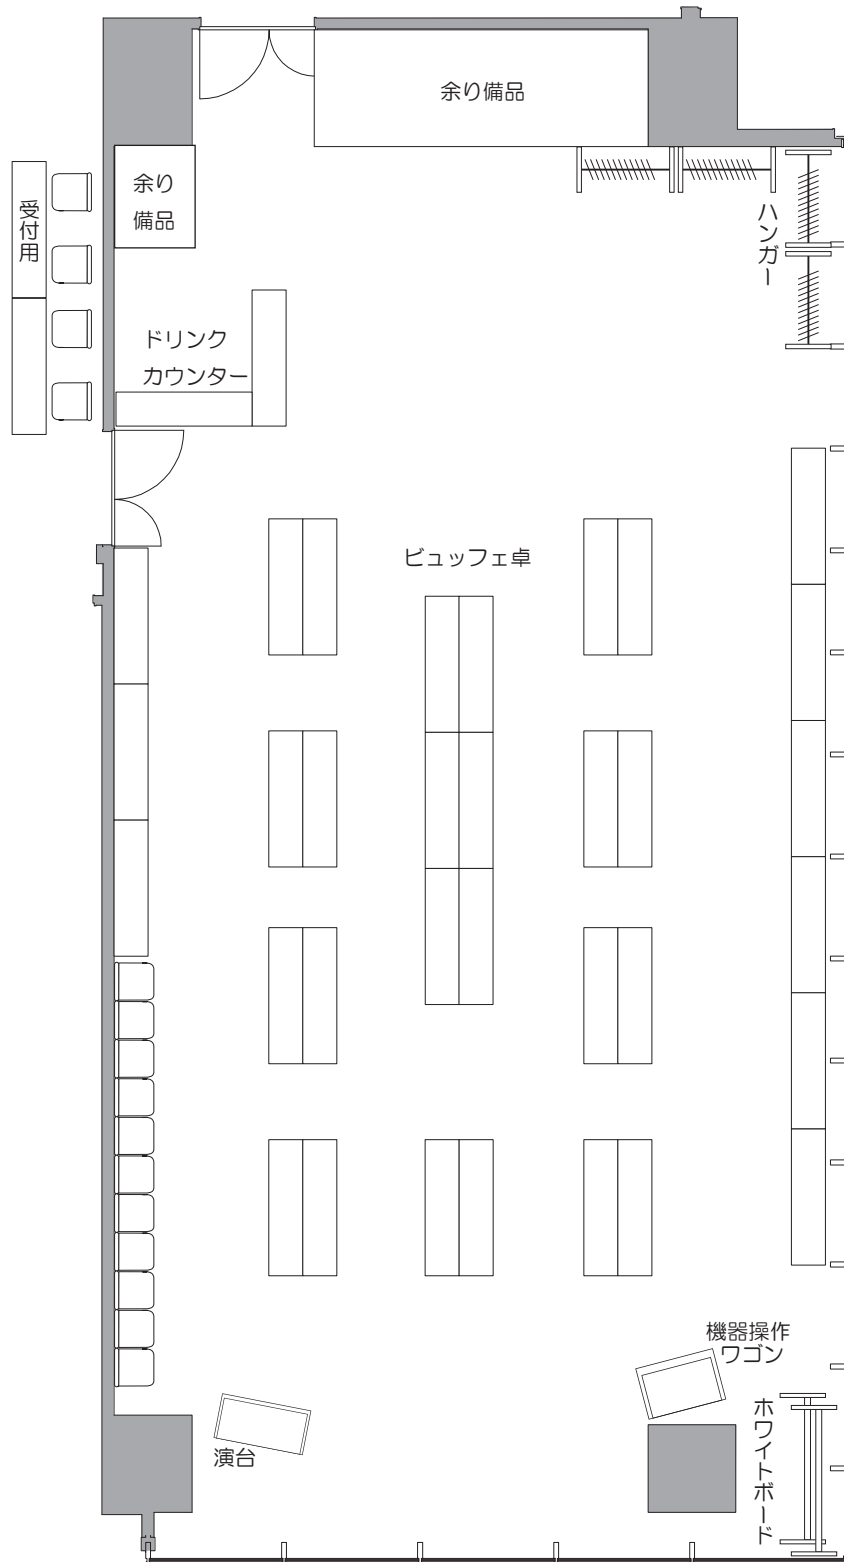 余り備品
余り
備品
受付用
ハンガー
ドリンク
カウンター
ビュッフェ卓
機器操作
ワゴン
ホワイトボード
演台